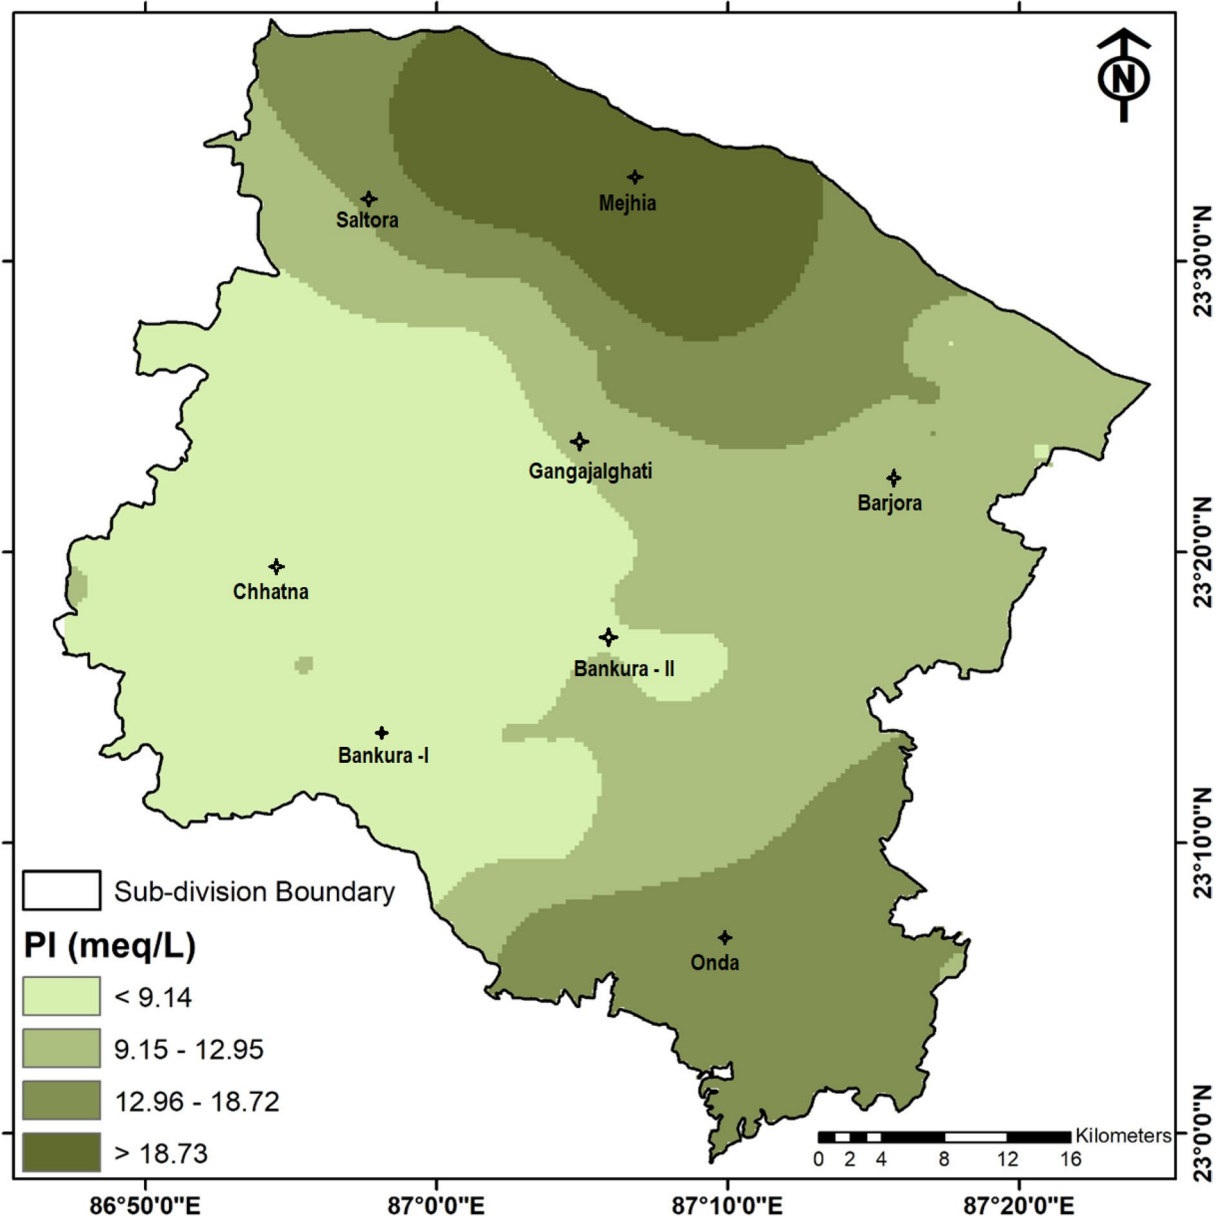 N
Mejhia
Saltora
Gangajalghati
Barjora
Chhatna
Bankura - II
Bankura -I
Onda
23°30'0"N
23°20'0"N
23°10'0"N
23°0'0"N
Sub-division Boundary
PI (meq/L)
< 9.14
9.15 - 12.95
12.96 - 18.72
> 18.73
Kilometers
0 2 4 8 12 16
86°50'0"E 87°0'0"E 87°10'0"E 87°20'0"E